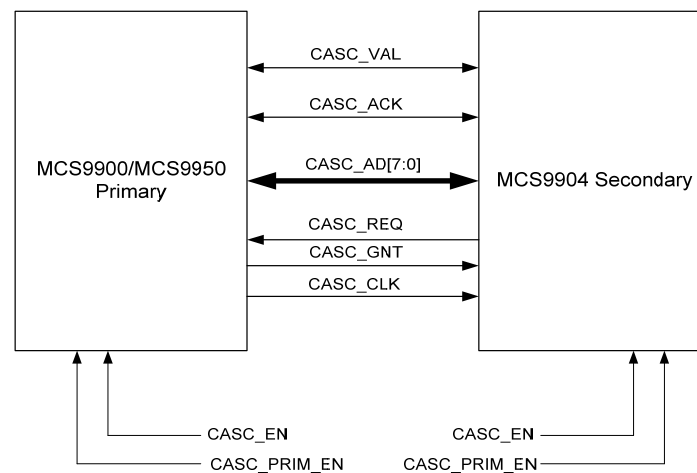 CASC_VAL
CASC_ACK
CASC_AD[7:0]
MCS9900/MCS9950
Primary
MCS9904 Secondary
CASC_REQ
CASC_GNT
CASC_CLK
CASC_EN
CASC_PRIM_EN
CASC_EN
CASC_PRIM_EN